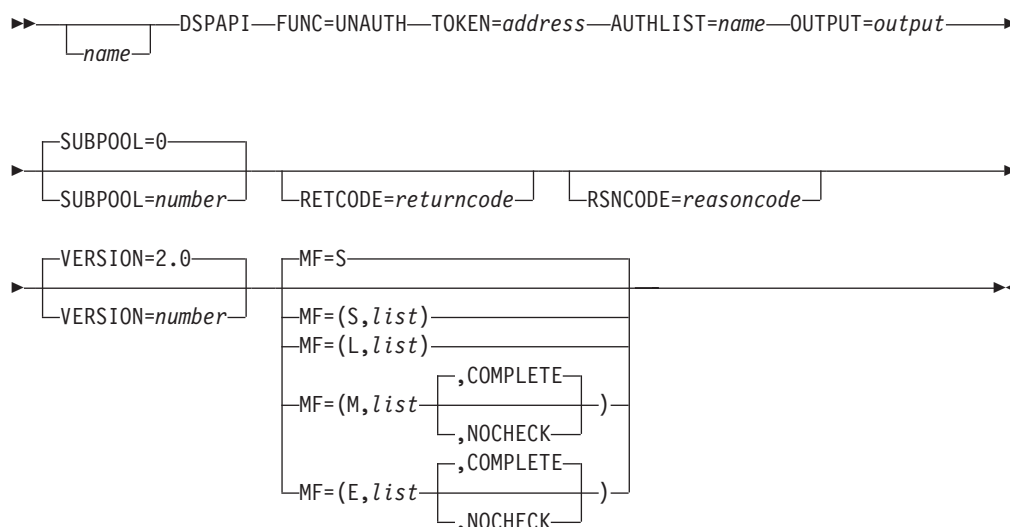 DSPAPI FUNC=UNAUTH TOKEN=address AUTHLIST=name OUTPUT=output
name
SUBPOOL=0
SUBPOOL=number RETCODE=returncode RSNCODE=reasoncode
VERSION=2.0 MF=S
VERSION=number MF=(S,list)
MF=(L,list)
,COMPLETE
MF=(M,list )
,NOCHECK
,COMPLETE
MF=(E,list )
,NOCHECK